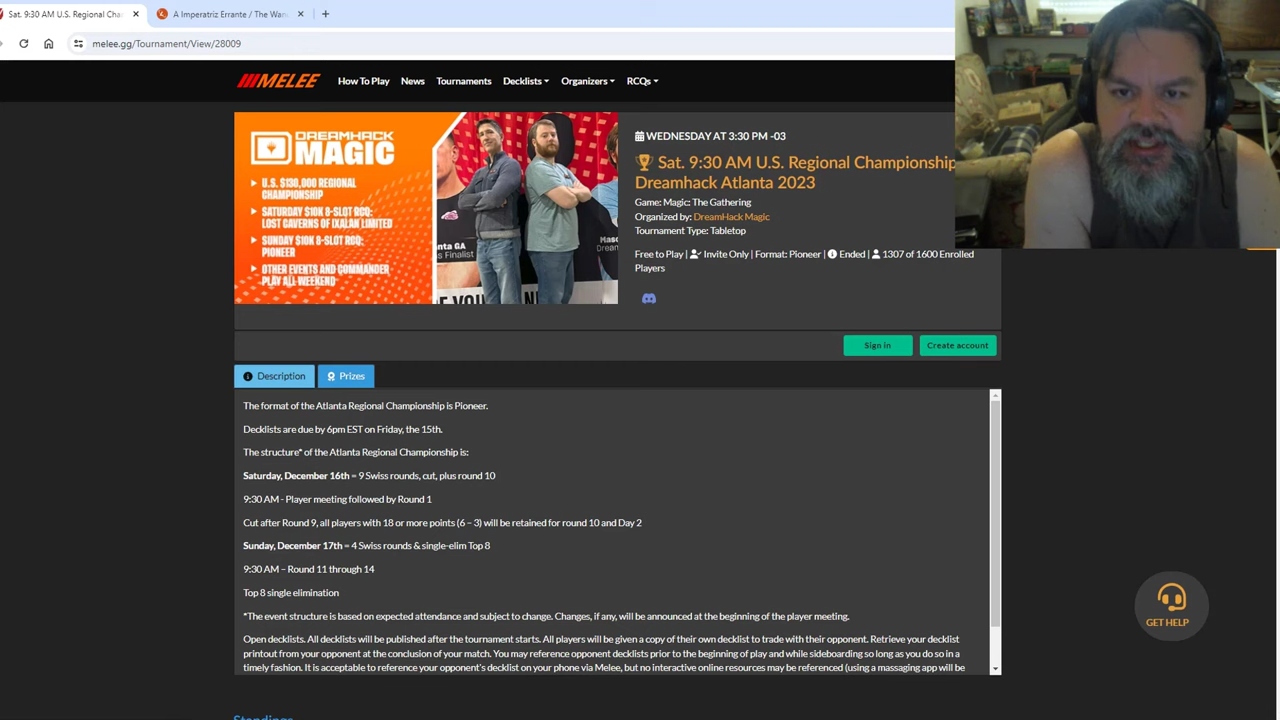 Sat. 9:30 AM U.S. Regional Cha
A Imperatriz Errante / The Wan
melee.gg/Tournament/View/28009
MELEE
How To Play
News
Tournaments
Decklists
Organizers
RCQs
DREAMHACK
MAGIC
U.S. $130,000 REGIONAL
CHAMPIONSHIP
SATURDAY $10K 8-SLOT RCQ:
LOST CAVERNS OF IXALAN LIMITED
SUNDAY $10K 8-SLOT RCQ:
PIONEER
OTHER EVENTS AND COMMANDER
PLAY ALL WEEKEND
WEDNESDAY AT 3:30 PM -03
Sat. 9:30 AM U.S. Regional Championship
Dreamhack Atlanta 2023
Game: Magic: The Gathering
Organized by: DreamHack Magic
Tournament Type: Tabletop
Free to Play | Invite Only | Format: Pioneer | Ended | 1307 of 1600 Enrolled
Players
Sign in
Create account
Description
Prizes
The format of the Atlanta Regional Championship is Pioneer.
Decklists are due by 6pm EST on Friday, the 15th.
The structure* of the Atlanta Regional Championship is:
Saturday, December 16th = 9 Swiss rounds, cut, plus round 10
9:30 AM - Player meeting followed by Round 1
Cut after Round 9, all players with 18 or more points (6 – 3) will be retained for round 10 and Day 2
Sunday, December 17th = 4 Swiss rounds & single-elim Top 8
9:30 AM – Round 11 through 14
Top 8 single elimination
*The event structure is based on expected attendance and subject to change. Changes, if any, will be announced at the beginning of the player meeting.
Open decklists. All decklists will be published after the tournament starts. All players will be given a copy of their own decklist to trade with their opponent. Retrieve your decklist
printout from your opponent at the conclusion of your match. You may reference opponent decklists prior to the beginning of play and while sideboarding so long as you do so in a
timely fashion. It is acceptable to reference your opponent's decklist on your phone via Melee, but no interactive online resources may be referenced (using a massaging app will be
GET HELP
Standings